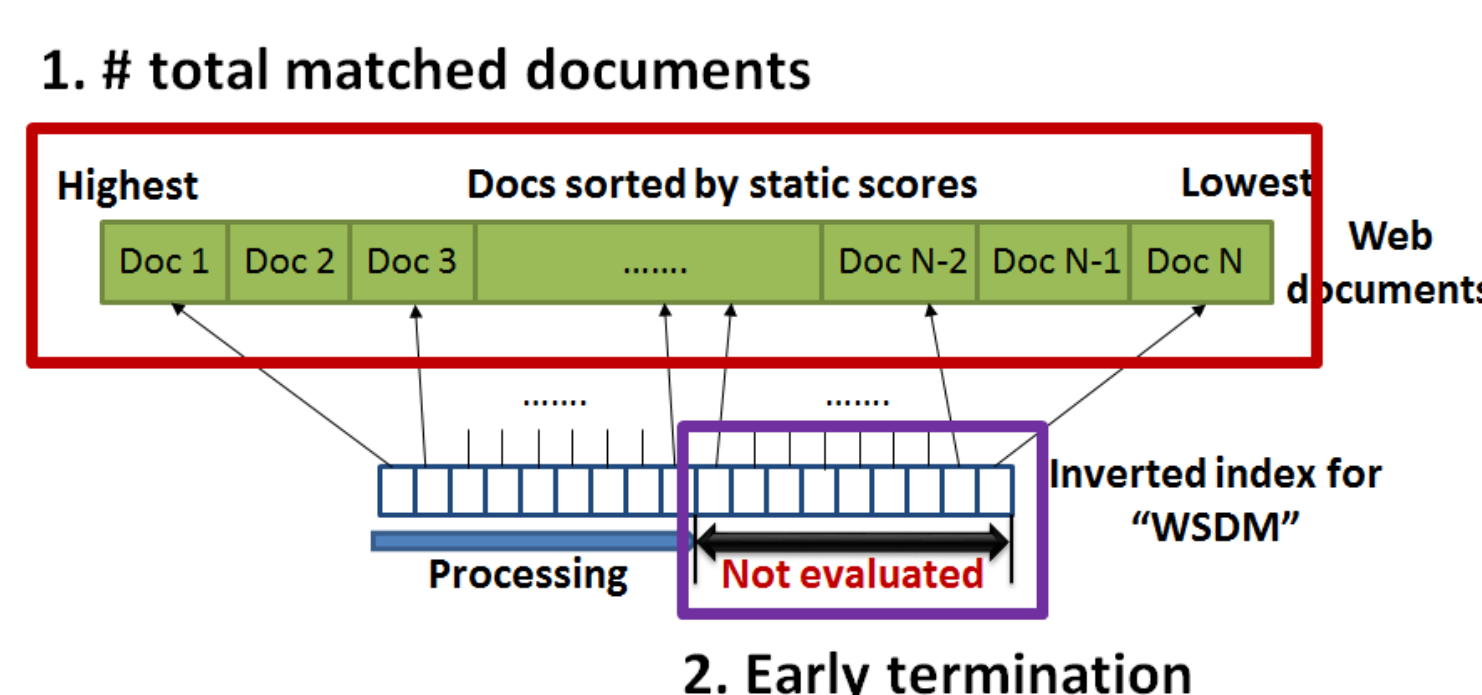 1. # total matched documents
Highest
Docs sorted by static scores
Lowest
Doc 1
Doc 2
Doc 3
.......
Doc N-2
Doc N-1
Doc N
Web
documents
.......
.......
Inverted index for
“WSDM”
Processing
Not evaluated
2. Early termination